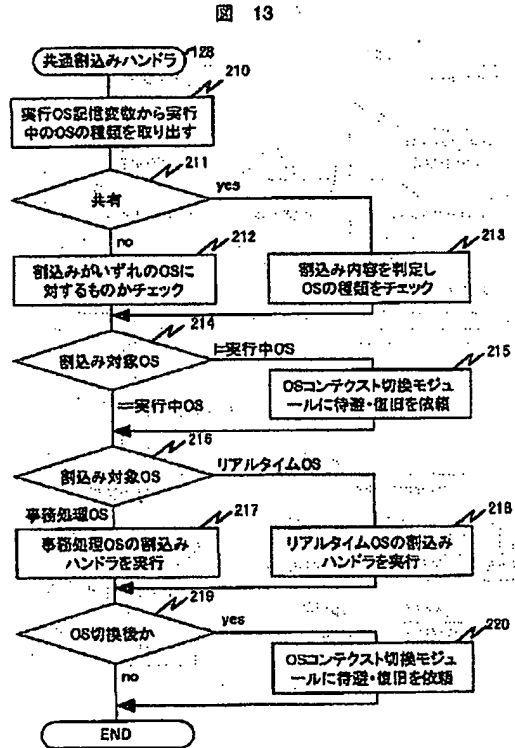 図 13
共通割込みハンドラ
128
210
実行OS記憶変数から実行
中のOSの種類を取り出す
211
共有
yes
no
212
213
割込みがいずれのOSに
対するものかチェック
割込み内容を判定し
OSの種類をチェック
214
割込み対象OS
!=実行中OS
215
OSコンテクスト切換モジュ
ールに待避・復旧を依頼
==実行中OS
216
割込み対象OS
リアルタイムOS
事務処理OS
217
218
事務処理OSの割込み
ハンドラを実行
リアルタイムOSの割込み
ハンドラを実行
219
OS切換後か
yes
220
OSコンテクスト切換モジュ
ールに待避・復旧を依頼
no
END